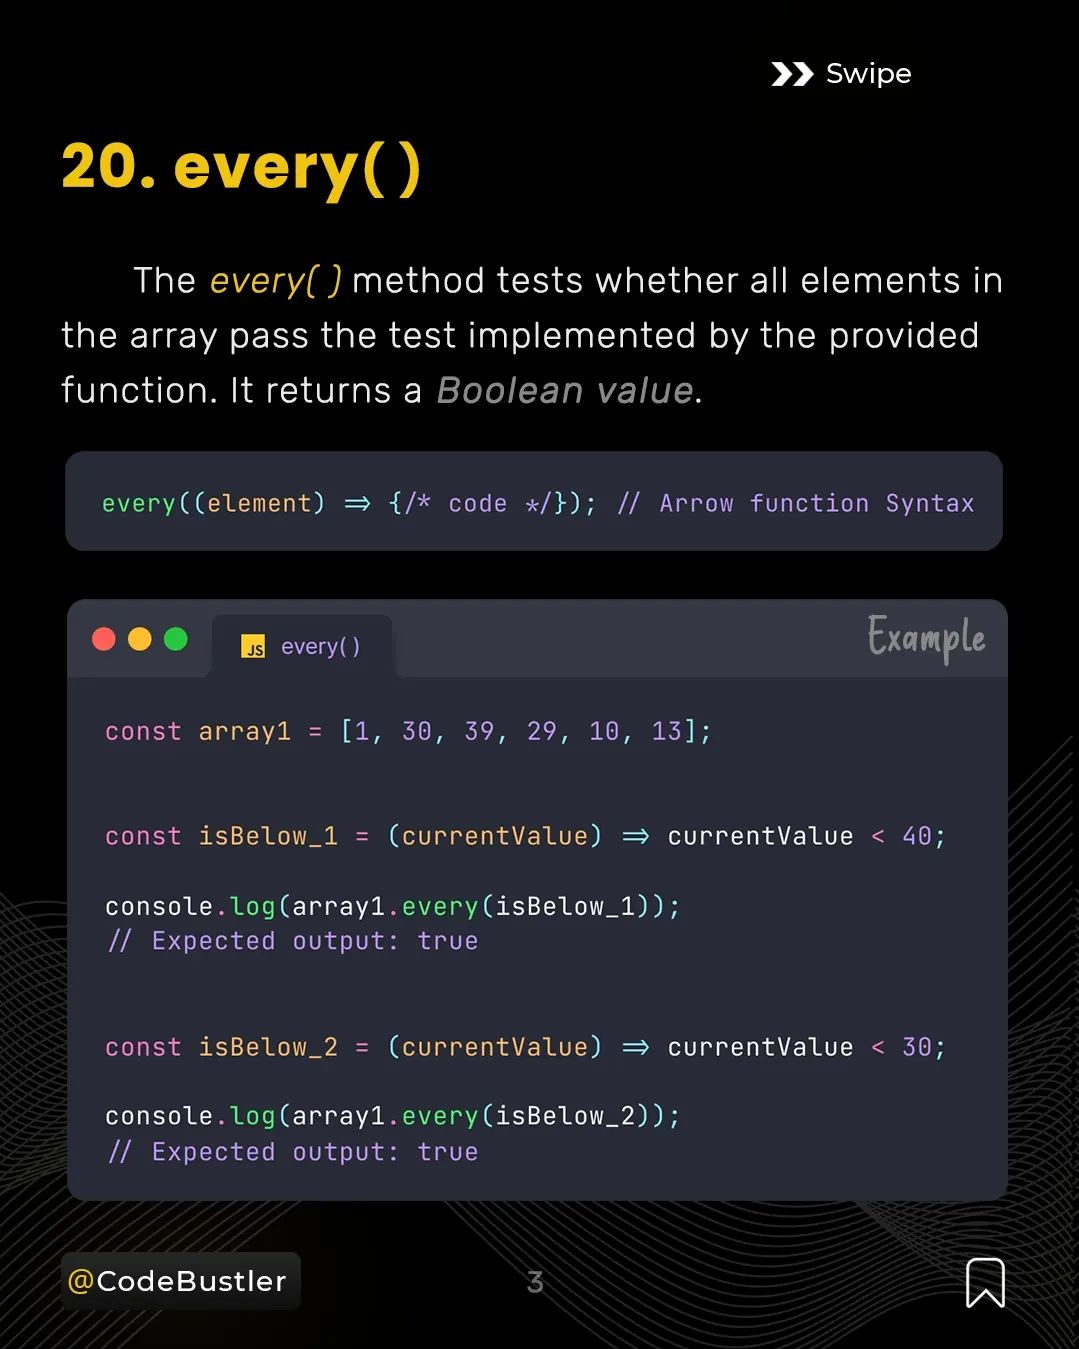 Swipe
20. every( )
The every( ) method tests whether all elements in
the array pass the test implemented by the provided
function. It returns a Boolean value.
every((element) => {/* code */}); // Arrow function Syntax
JS every( )
Example
const array1 = [1, 30, 39, 29, 10, 13];
const isBelow_1 = (currentValue) => currentValue < 40;
console.log(array1.every(isBelow_1));
// Expected output: true
const isBelow_2 = (currentValue) => currentValue < 30;
console.log(array1.every(isBelow_2));
// Expected output: true
@CodeBustler
3